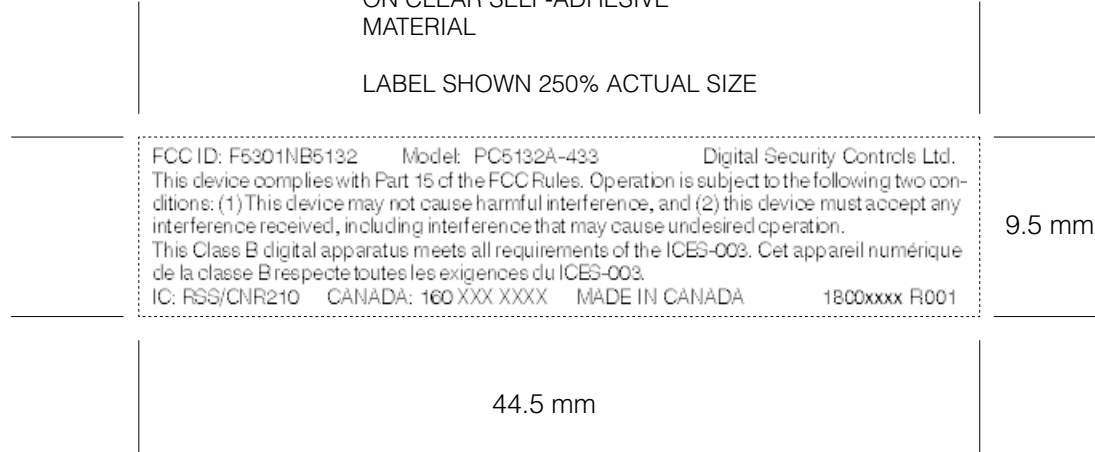 ON CLEAR SELF-ADHESIVE
MATERIAL
LABEL SHOWN 250% ACTUAL SIZE
FCC ID: F5301NB5132 Model: PC5132A-433 Digital Security Controls Ltd.
This device complies with Part 15 of the FCC Rules. Operation is subject to the following two con-
ditions: (1) This device may not cause harmful interference, and (2) this device must accept any
interference received, including interference that may cause undesired operation.
This Class B digital apparatus meets all requirements of the ICES-003. Cet appareil numérique
de la classe B respecte toutes les exigences du ICES-003.
IC: RSS/CNR210 CANADA: 160 XXX XXXX MADE IN CANADA 1800xxxx R001
9.5 mm
44.5 mm